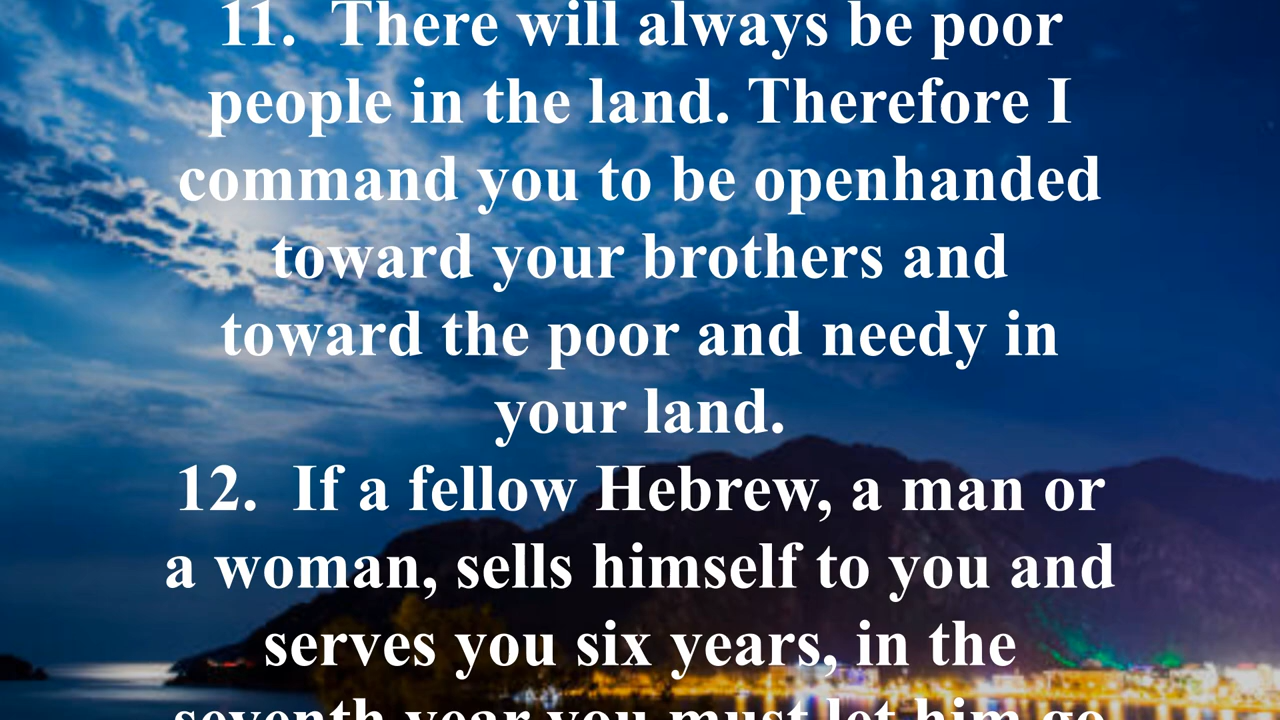 11. There will always be poor
people in the land. Therefore I
command you to be openhanded
toward your brothers and
toward the poor and needy in
your land.
12. If a fellow Hebrew, a man or
a woman, sells himself to you and
serves you six years, in the
seventh year you must let him go